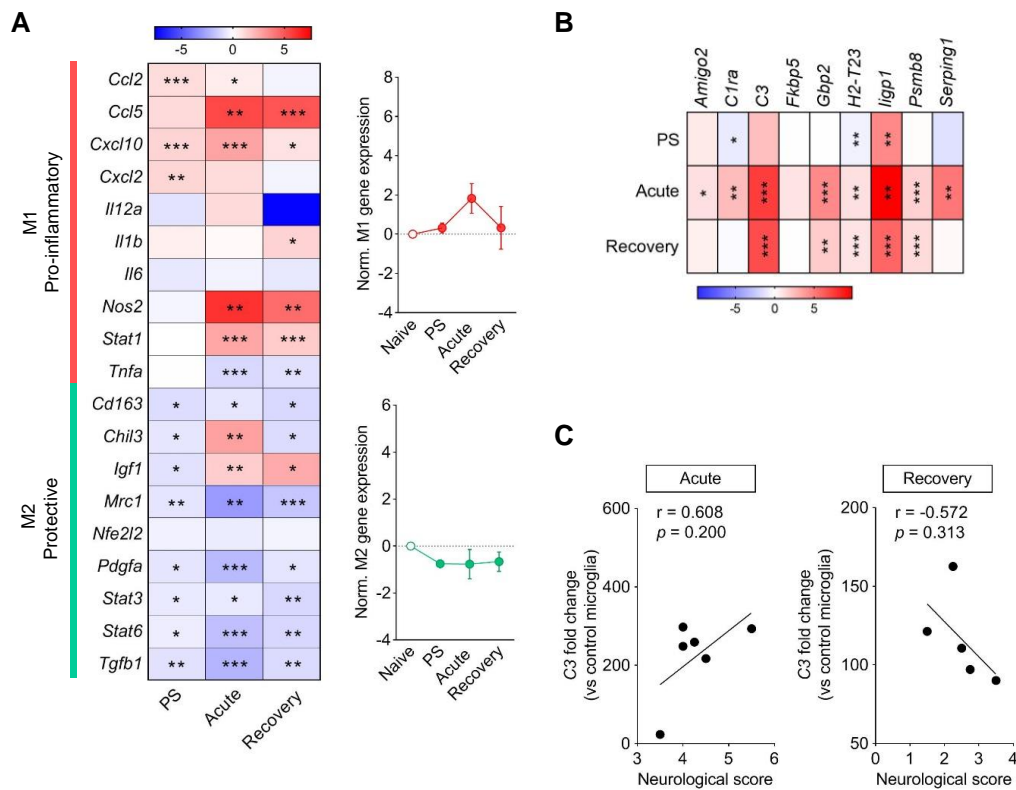 A
-5 0 5
M1
Pro-inflammatory
M2
Protective
Ccl2 *** *
Ccl5 ** ***
Cxcl10 *** *** *
Cxcl2 **
Il12a
Il1b *
Il6
Nos2 ** **
Stat1 *** ***
Tnfa *** **
Cd163 * * *
Chil3 * ** *
Igf1 * ** *
Mrc1 ** ** ***
Nfe2l2
Pdgfa * *** *
Stat3 * * **
Stat6 * *** **
Tgfb1 ** *** **
PS Acute Recovery
Norm. M1 gene expression
8
6
4
2
0
-2
-4
Naive PS Acute Recovery
Norm. M2 gene expression
6
4
2
0
-2
-4
Naive PS Acute Recovery
B
Amigo2 C1ra C3 Fkbp5 Gbp2 H2-T23 Iigp1 Psmb8 Serping1
PS * ** **
Acute * ** *** *** ** ** *** **
Recovery *** ** *** *** ***
-5 0 5
C
Acute
r = 0.608
p = 0.200
C3 fold change
(vs control microglia)
600
400
200
0
3 4 5 6
Neurological score
Recovery
r = -0.572
p = 0.313
C3 fold change
(vs control microglia)
200
150
100
50
0 1 2 3 4
Neurological score